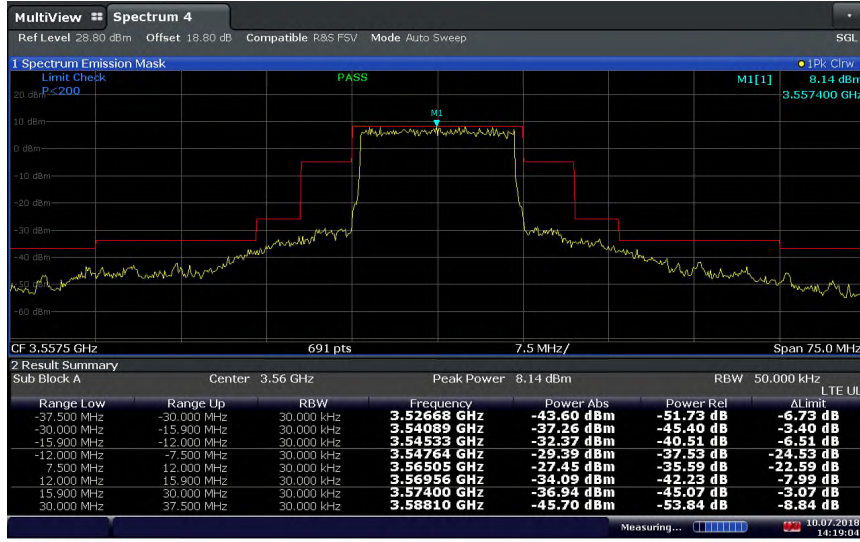 MultiView Spectrum 4
Ref Level 28.80 dBm Offset 18.80 dB Compatible R&S FSV Mode Auto Sweep
SGL
1 Spectrum Emission Mask
1Pk Clrw
Limit Check
PASS
M1[1] 8.14 dBm
P<200
3.557400 GHz
20 dBm
M1
10 dBm
0 dBm
-10 dBm
-20 dBm
-30 dBm
-40 dBm
-50 dBm
-60 dBm
CF 3.5575 GHz 691 pts 7.5 MHz/ Span 75.0 MHz
2 Result Summary
Sub Block A Center 3.56 GHz Peak Power 8.14 dBm RBW 50.000 kHz
LTE UL
Range Low Range Up RBW Frequency Power Abs Power Rel ΔLimit
-37.500 MHz -30.000 MHz 30.000 kHz 3.52668 GHz -43.60 dBm -51.73 dB -6.73 dB
-30.000 MHz -15.900 MHz 30.000 kHz 3.54089 GHz -37.26 dBm -45.40 dB -3.40 dB
-15.900 MHz -12.000 MHz 30.000 kHz 3.54533 GHz -32.37 dBm -40.51 dB -6.51 dB
-12.000 MHz -7.500 MHz 30.000 kHz 3.54764 GHz -29.39 dBm -37.53 dB -24.53 dB
7.500 MHz 12.000 MHz 30.000 kHz 3.56505 GHz -27.45 dBm -35.59 dB -22.59 dB
12.000 MHz 15.900 MHz 30.000 kHz 3.56956 GHz -34.09 dBm -42.23 dB -7.99 dB
15.900 MHz 30.000 MHz 30.000 kHz 3.57400 GHz -36.94 dBm -45.07 dB -3.07 dB
30.000 MHz 37.500 MHz 30.000 kHz 3.58810 GHz -45.70 dBm -53.84 dB -8.84 dB
Measuring...
10.07.2018
14:19:04